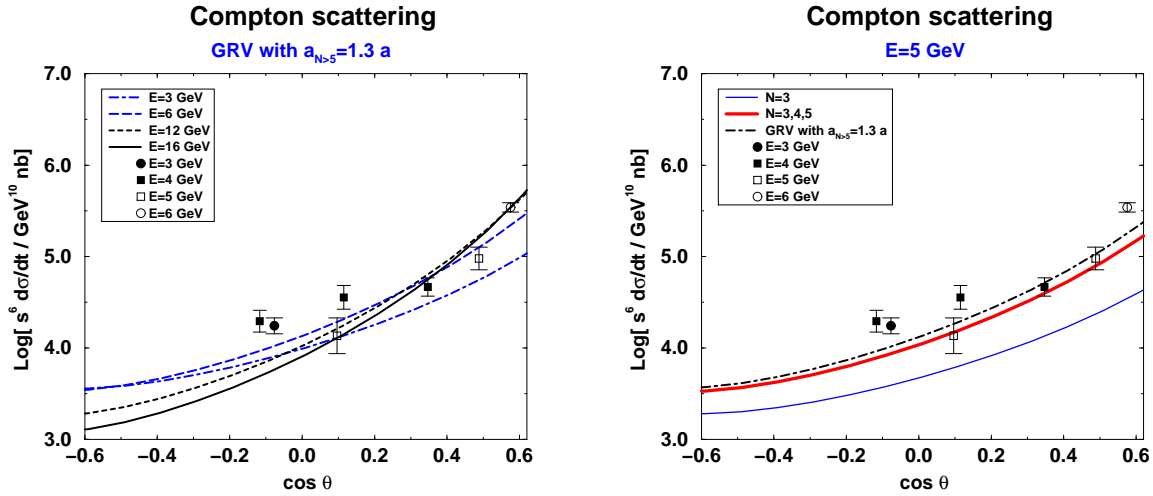 Compton scattering
GRV with a_{N>5}=1.3 a
7.0
6.0
5.0
4.0
3.0
Log[ s^6 dσ/dt / GeV^10 nb]
E=3 GeV
E=6 GeV
E=12 GeV
E=16 GeV
E=3 GeV
E=4 GeV
E=5 GeV
E=6 GeV
−0.6 −0.4 −0.2 0.0 0.2 0.4 0.6
cos θ
Compton scattering
E=5 GeV
7.0
6.0
5.0
4.0
3.0
Log[ s^6 dσ/dt / GeV^10 nb]
N=3
N=3,4,5
GRV with a_{N>5}=1.3 a
E=3 GeV
E=4 GeV
E=5 GeV
E=6 GeV
−0.6 −0.4 −0.2 0.0 0.2 0.4 0.6
cos θ